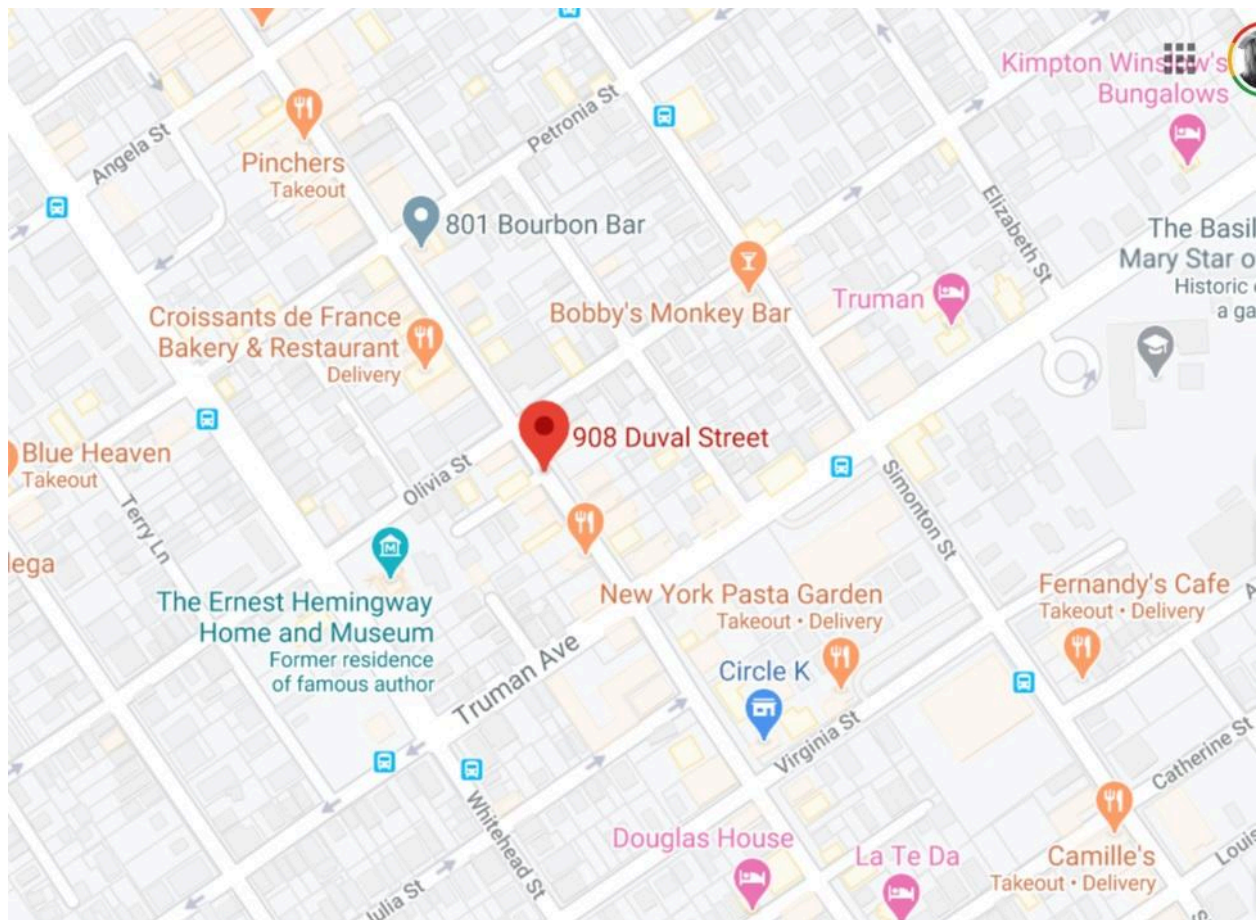 Kimpton Winslow's
Bungalows
Petronia St
Angela St
Pinchers
Takeout
801 Bourbon Bar
Elizabeth St
The Basil
Mary Star o
Historic
a ga
Truman
Bobby's Monkey Bar
Croissants de France
Bakery & Restaurant
Delivery
908 Duval Street
Blue Heaven
Takeout
Olivia St
Simonton St
Terry Ln
ega
The Ernest Hemingway
Home and Museum
Former residence
of famous author
New York Pasta Garden
Takeout • Delivery
Fernandy's Cafe
Takeout • Delivery
Truman Ave
Circle K
Virginia St
Catherine St
Whitehead St
Douglas House
La Te Da
Camille's
Takeout • Delivery
Louis
Julia St